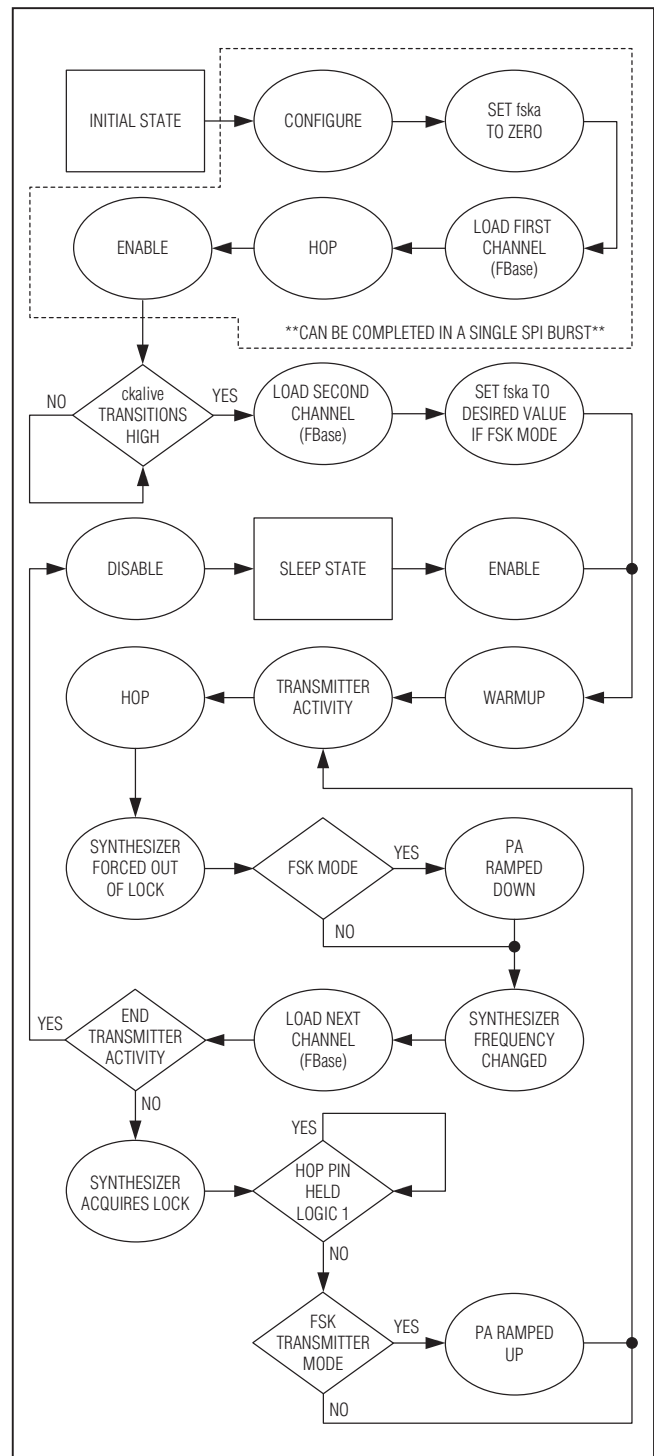 INITIAL STATE
CONFIGURE
SET fska
TO ZERO
ENABLE
HOP
LOAD FIRST
CHANNEL
(FBase)
**CAN BE COMPLETED IN A SINGLE SPI BURST**
NO
ckalive
TRANSITIONS
HIGH
YES
LOAD SECOND
CHANNEL
(FBase)
SET fska TO
DESIRED VALUE
IF FSK MODE
DISABLE
SLEEP STATE
ENABLE
HOP
TRANSMITTER
ACTIVITY
WARMUP
SYNTHESIZER
FORCED OUT
OF LOCK
FSK MODE
YES
NO
PA
RAMPED
DOWN
YES
END
TRANSMITTER
ACTIVITY
NO
LOAD NEXT
CHANNEL
(FBase)
SYNTHESIZER
FREQUENCY
CHANGED
SYNTHESIZER
ACQUIRES LOCK
YES
HOP PIN
HELD
LOGIC 1
NO
FSK
TRANSMITTER
MODE
YES
NO
PA RAMPED
UP